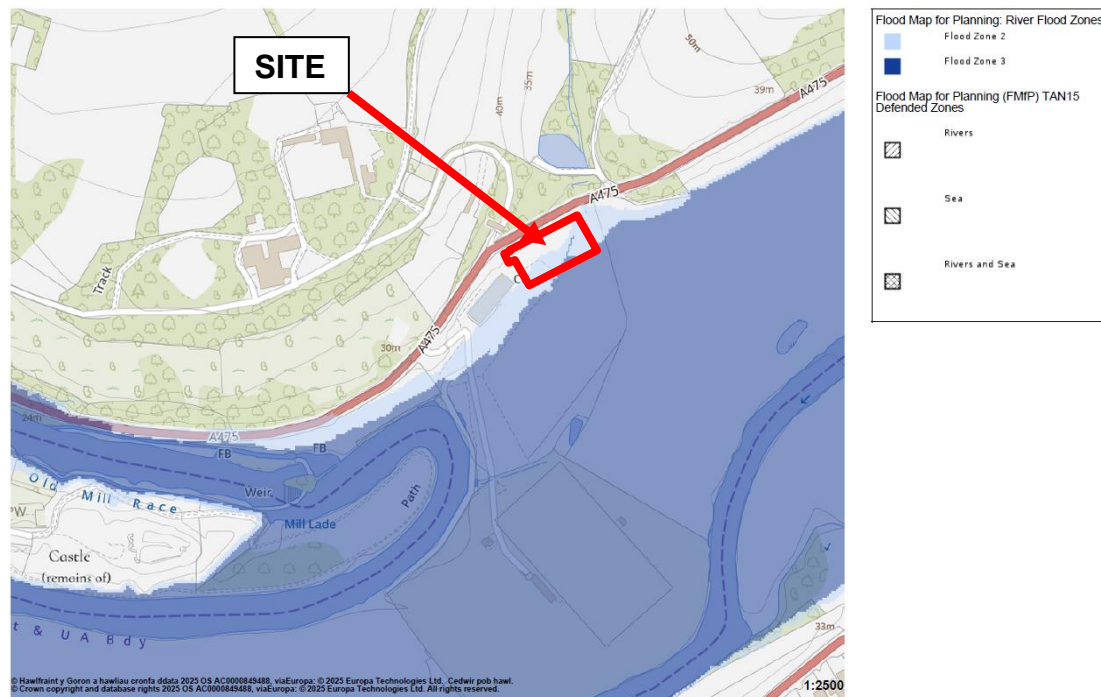 SITE
50m
35m
40m
39m
A475
A475
Track
A475
30m
24m
A475
FB
FB
Weir
Old Mill Race
PW
Mill Lade
Path
Castle
(remains of)
t & U A Bdy
33m
© Hawlfraint y Goron a hawliau cronfa ddata 2025 OS AC0000849488, viaEuropa: © 2025 Europa Technologies Ltd. Cedwir pob hawl.
© Crown copyright and database rights 2025 OS AC0000849488, viaEuropa: © 2025 Europa Technologies Ltd. All rights reserved.
1:2500
Flood Map for Planning: River Flood Zones
Flood Zone 2
Flood Zone 3
Flood Map for Planning (FMfP) TAN15
Defended Zones
Rivers
Sea
Rivers and Sea